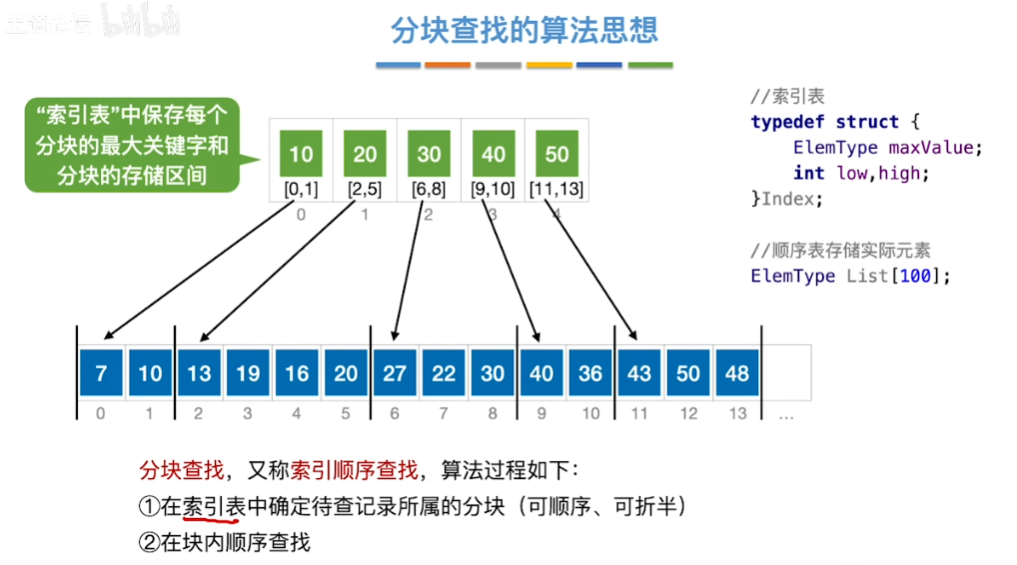 王道论坛 bilibili
分块查找的算法思想
“索引表”中保存每个
分块的最大关键字和
分块的存储区间
10 20 30 40 50
[0,1] [2,5] [6,8] [9,10] [11,13]
0 1 2 3 4
//索引表
typedef struct {
ElemType maxValue;
int low,high;
}Index;
//顺序表存储实际元素
ElemType List[100];
7 10 13 19 16 20 27 22 30 40 36 43 50 48
0 1 2 3 4 5 6 7 8 9 10 11 12 13 ...
分块查找，又称索引顺序查找，算法过程如下：
①在索引表中确定待查记录所属的分块（可顺序、可折半）
②在块内顺序查找